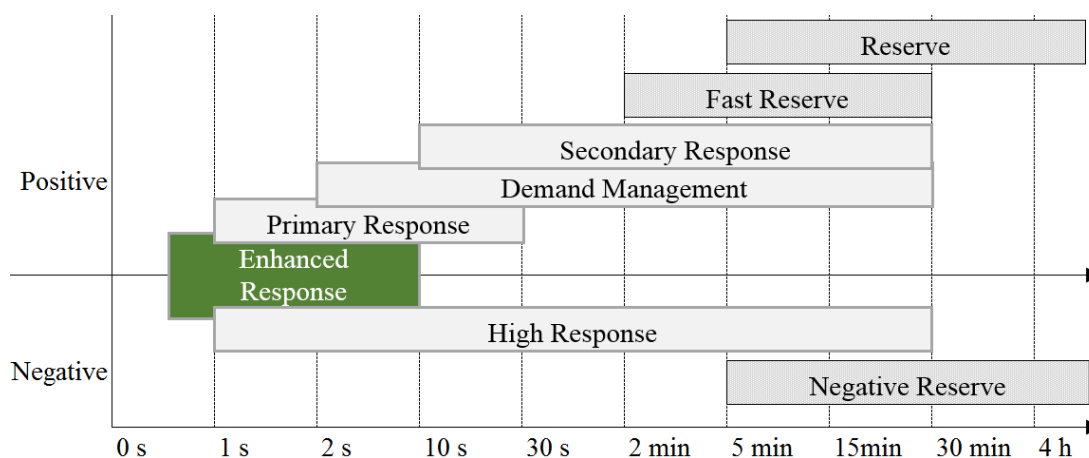 Reserve
Fast Reserve
Secondary Response
Positive
Demand Management
Primary Response
Enhanced
Response
High Response
Negative
Negative Reserve
0 s
1 s
2 s
10 s
30 s
2 min
5 min
15min
30 min
4 h